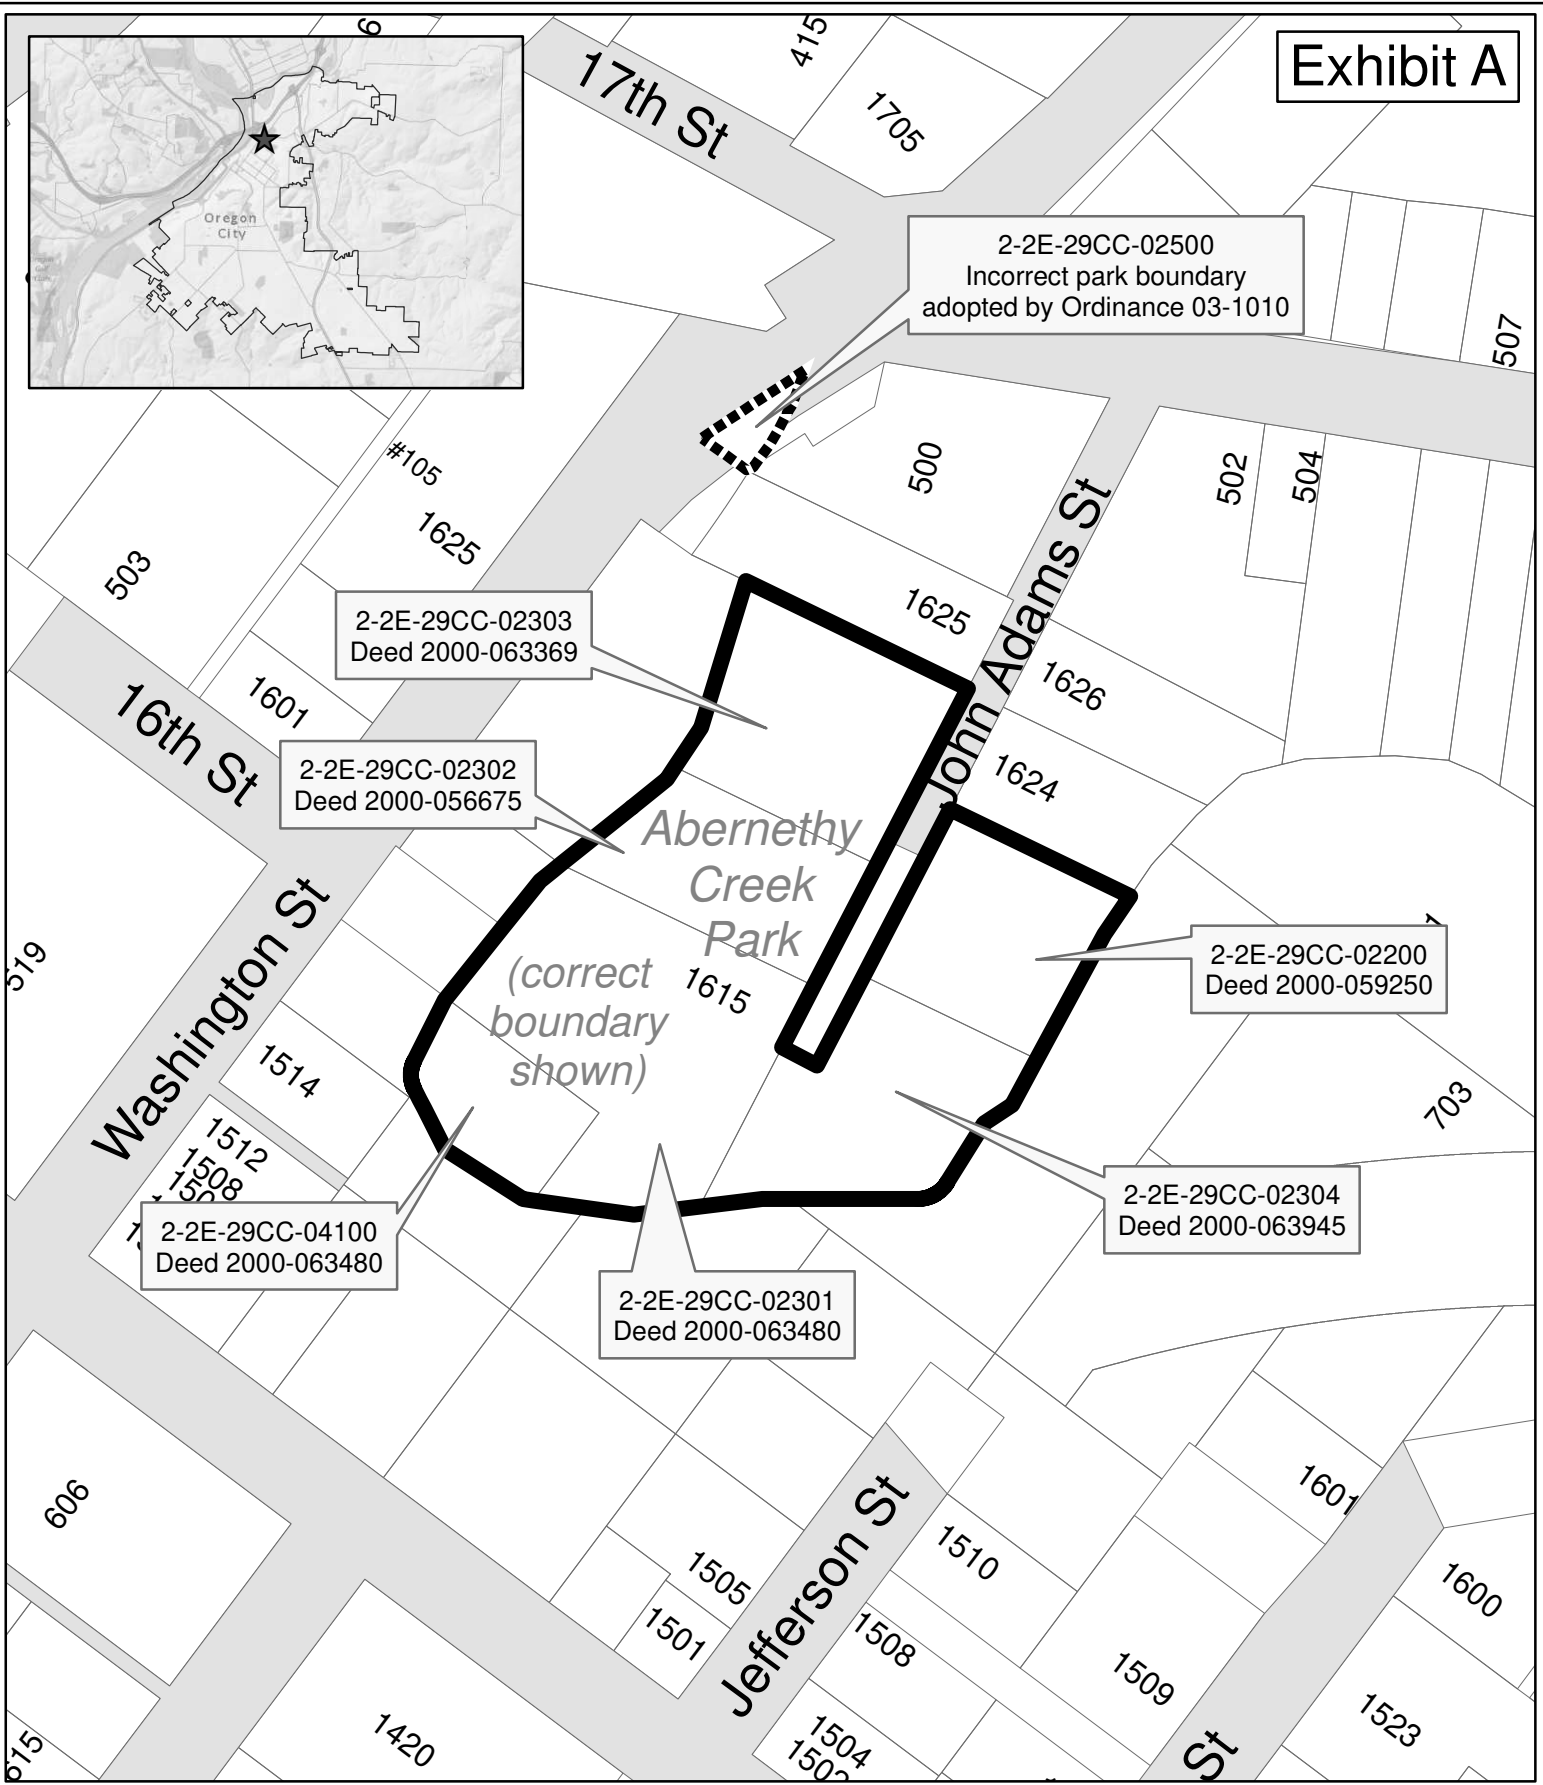 Exhibit A
6
415
17th St
1705
Oregon
City
2-2E-29CC-02500
Incorrect park boundary
adopted by Ordinance 03-1010
507
#105
1625
503
500
502
504
John Adams St
2-2E-29CC-02303
Deed 2000-063369
1625
1626
1601
16th St
2-2E-29CC-02302
Deed 2000-056675
1624
Abernethy
Creek
Park
(correct
boundary
shown)
1615
2-2E-29CC-02200
Deed 2000-059250
519
Washington St
1514
703
1512
1508
2-2E-29CC-04100
Deed 2000-063480
2-2E-29CC-02304
Deed 2000-063945
2-2E-29CC-02301
Deed 2000-063480
606
1601
1505
1510
1600
1501
Jefferson St
1508
1509
1523
1420
1504
St
615